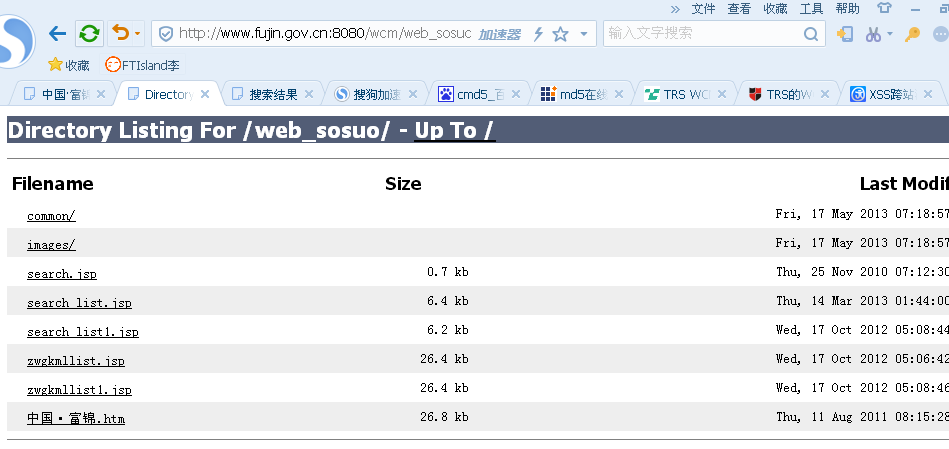 » 文件 查看 收藏 工具 帮助
http://www.fujin.gov.cn:8080/wcm/web_sosuc 加速器 输入文字搜索
收藏 FTIsland李
中国·富锦 Directory 搜索结果 搜狗加速 cmd5_百 md5在线 TRS WC TRS的W XSS跨站
Directory Listing For /web_sosuo/ - Up To /
Filename Size Last Modif
common/ Fri, 17 May 2013 07:18:57
images/ Fri, 17 May 2013 07:18:57
search.jsp 0.7 kb Thu, 25 Nov 2010 07:12:30
search_list.jsp 6.4 kb Thu, 14 Mar 2013 01:44:00
search_list1.jsp 6.2 kb Wed, 17 Oct 2012 05:08:44
zwgkmllist.jsp 26.4 kb Wed, 17 Oct 2012 05:06:42
zwgkmllist1.jsp 26.4 kb Wed, 17 Oct 2012 05:08:46
中国·富锦.htm 26.8 kb Thu, 11 Aug 2011 08:15:28